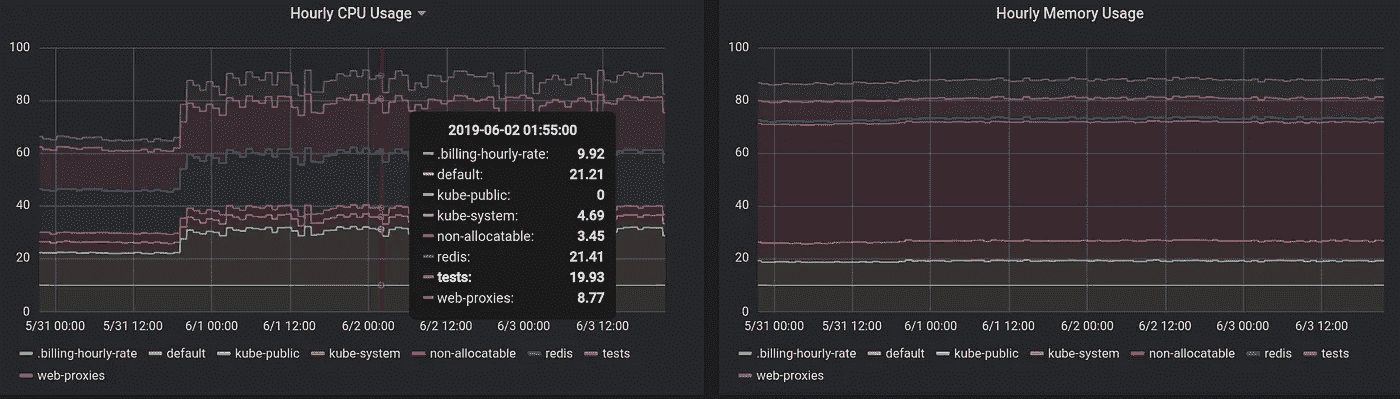 Hourly CPU Usage
100
80
60
40
20
0
5/31 00:00 5/31 12:00 6/1 00:00 6/1 12:00 6/2 00:00 6/2 12:00 6/3 00:00 6/3 12:00
2019-06-02 01:55:00
.billing-hourly-rate: 9.92
default: 21.21
kube-public: 0
kube-system: 4.69
non-allocatable: 3.45
redis: 21.41
tests: 19.93
web-proxies: 8.77
.billing-hourly-rate default kube-public kube-system non-allocatable redis tests
web-proxies
Hourly Memory Usage
100
80
60
40
20
0
5/31 00:00 5/31 12:00 6/1 00:00 6/1 12:00 6/2 00:00 6/2 12:00 6/3 00:00 6/3 12:00
.billing-hourly-rate default kube-public kube-system non-allocatable redis tests
web-proxies